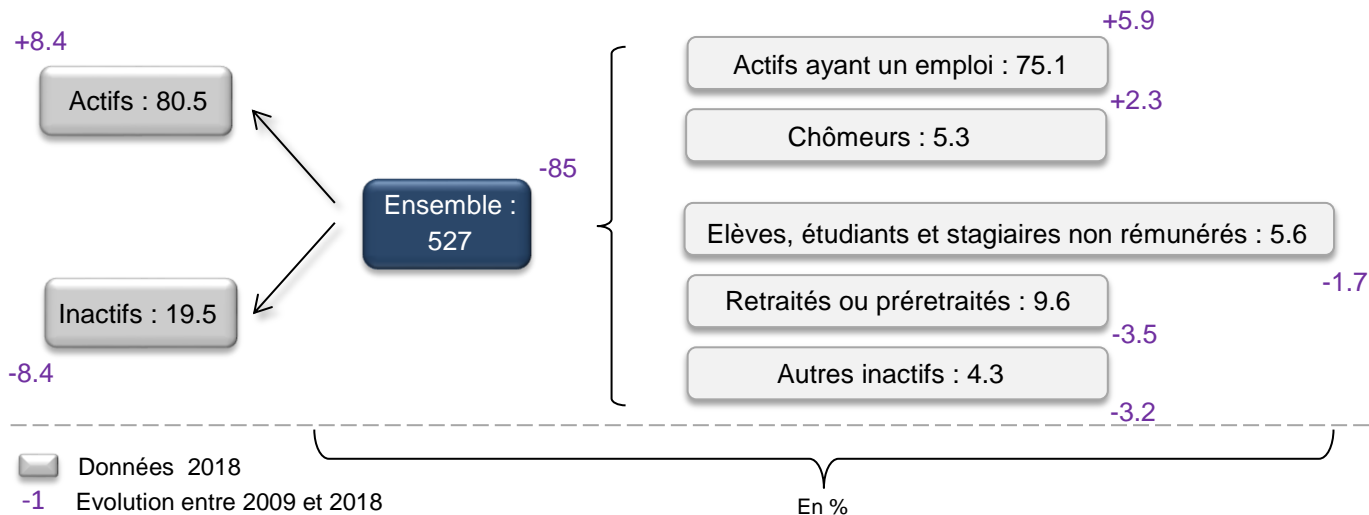 +8.4
Actifs : 80.5
Inactifs : 19.5
-8.4
-85
Ensemble :
527
+5.9
Actifs ayant un emploi : 75.1
+2.3
Chômeurs : 5.3
Elèves, étudiants et stagiaires non rémunérés : 5.6
-1.7
Retraités ou préretraités : 9.6
-3.5
Autres inactifs : 4.3
-3.2
Données 2018
-1 Evolution entre 2009 et 2018
En %